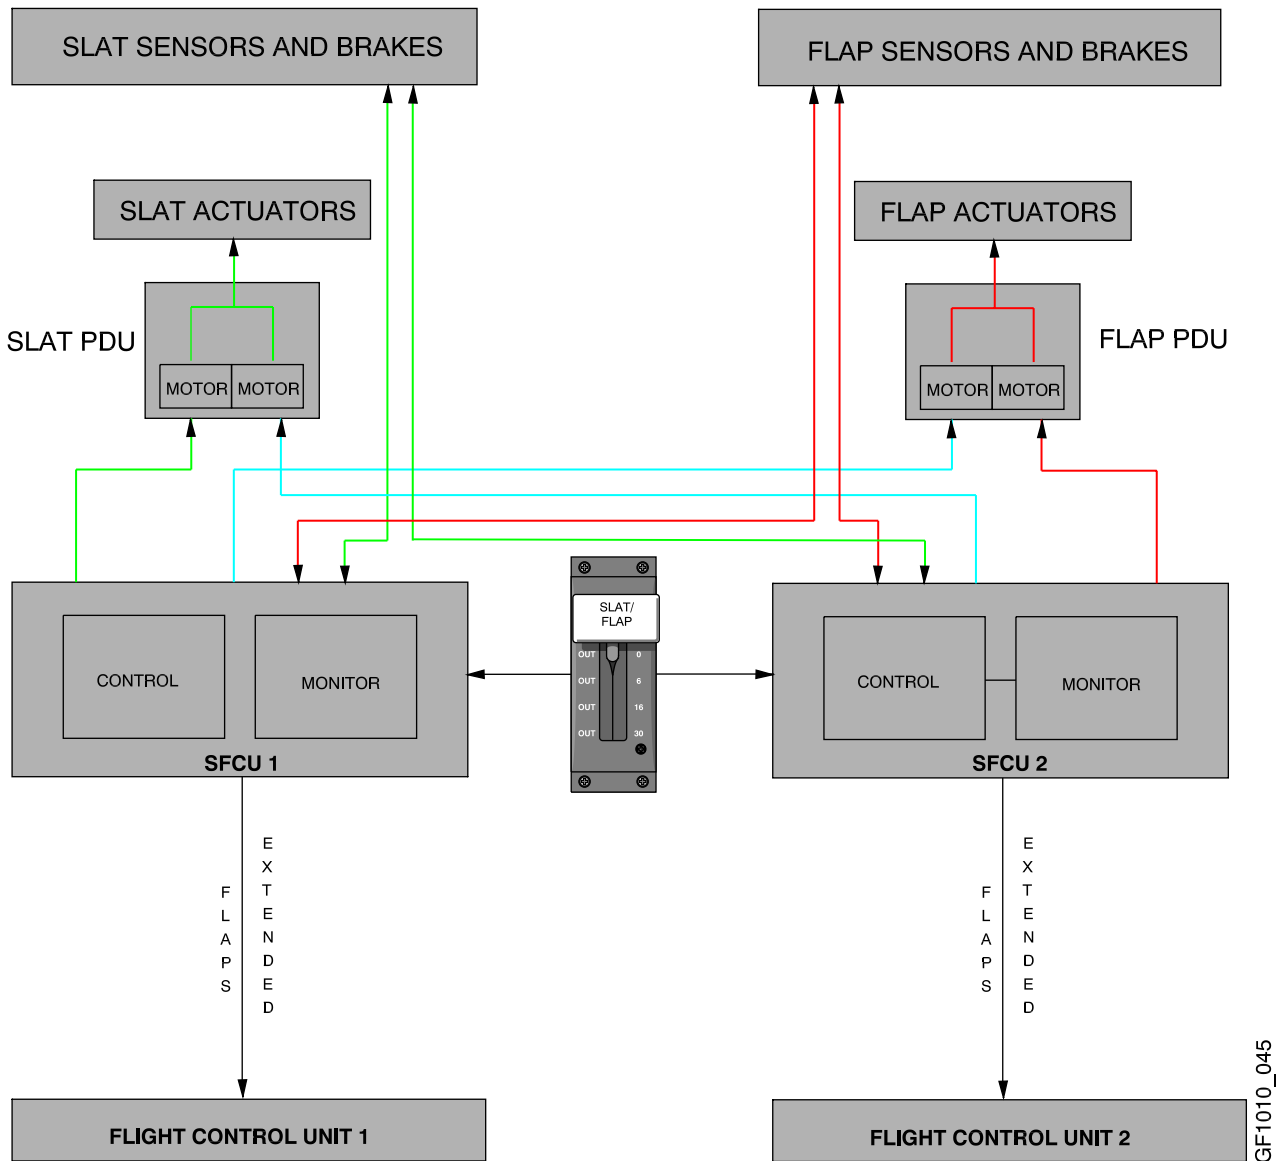 SLAT SENSORS AND BRAKES
FLAP SENSORS AND BRAKES
SLAT ACTUATORS
FLAP ACTUATORS
SLAT PDU
FLAP PDU
MOTOR MOTOR
MOTOR MOTOR
SLAT/
FLAP
OUT 0
OUT 6
OUT 16
OUT 30
CONTROL
MONITOR
SFCU 1
CONTROL
MONITOR
SFCU 2
FLAPS
EXTENDED
FLAPS
EXTENDED
FLIGHT CONTROL UNIT 1
FLIGHT CONTROL UNIT 2
GF1010_045